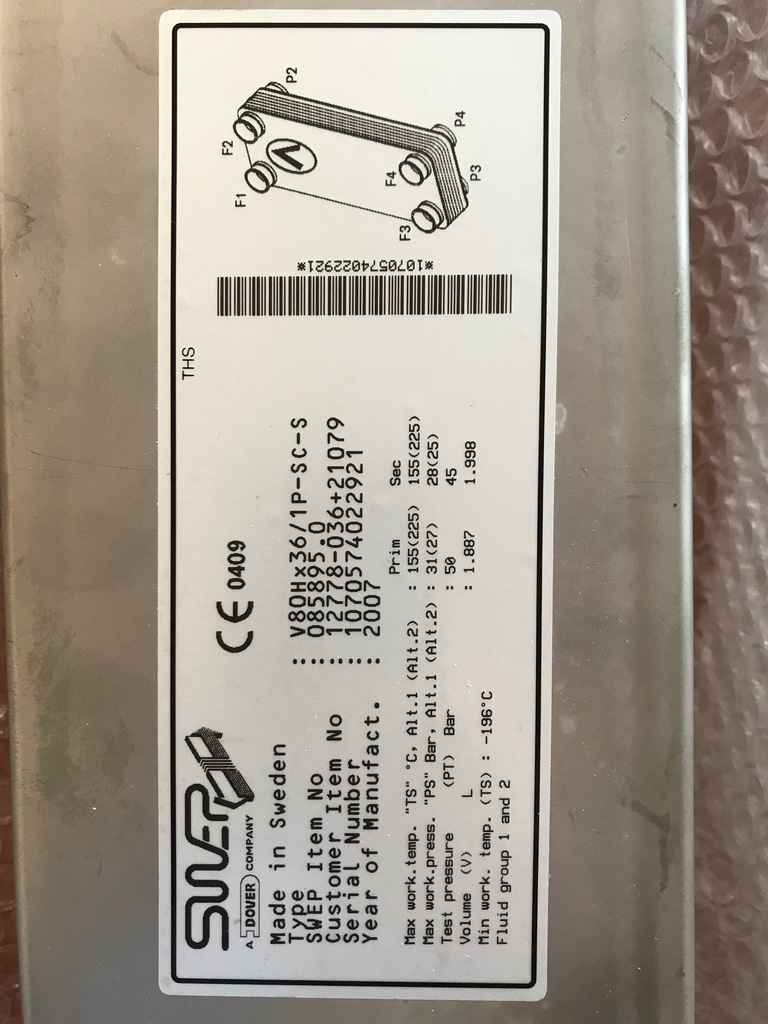 SWEP
A DOVER COMPANY
CE 0409
THS
Made in Sweden
Type : V80Hx36/1P-SC-S
SWEP Item No : 085895.0
Customer Item No : 12778-036+21079
Serial Number : 107057402 2921
Year of Manufact. : 2007
Prim Sec
Max work.temp. "TS" °C, Alt.1 (Alt.2) : 155(225) 155(225)
Max work.press. "PS" Bar, Alt.1 (Alt.2) : 31(27) 28(25)
Test pressure (PT) Bar : 50 45
Volume (V) L : 1.887 1.998
Min work. temp. (TS) : -196°C
Fluid group 1 and 2
*1070574022921*
F1
F2
P2
F3
F4
P3
P4